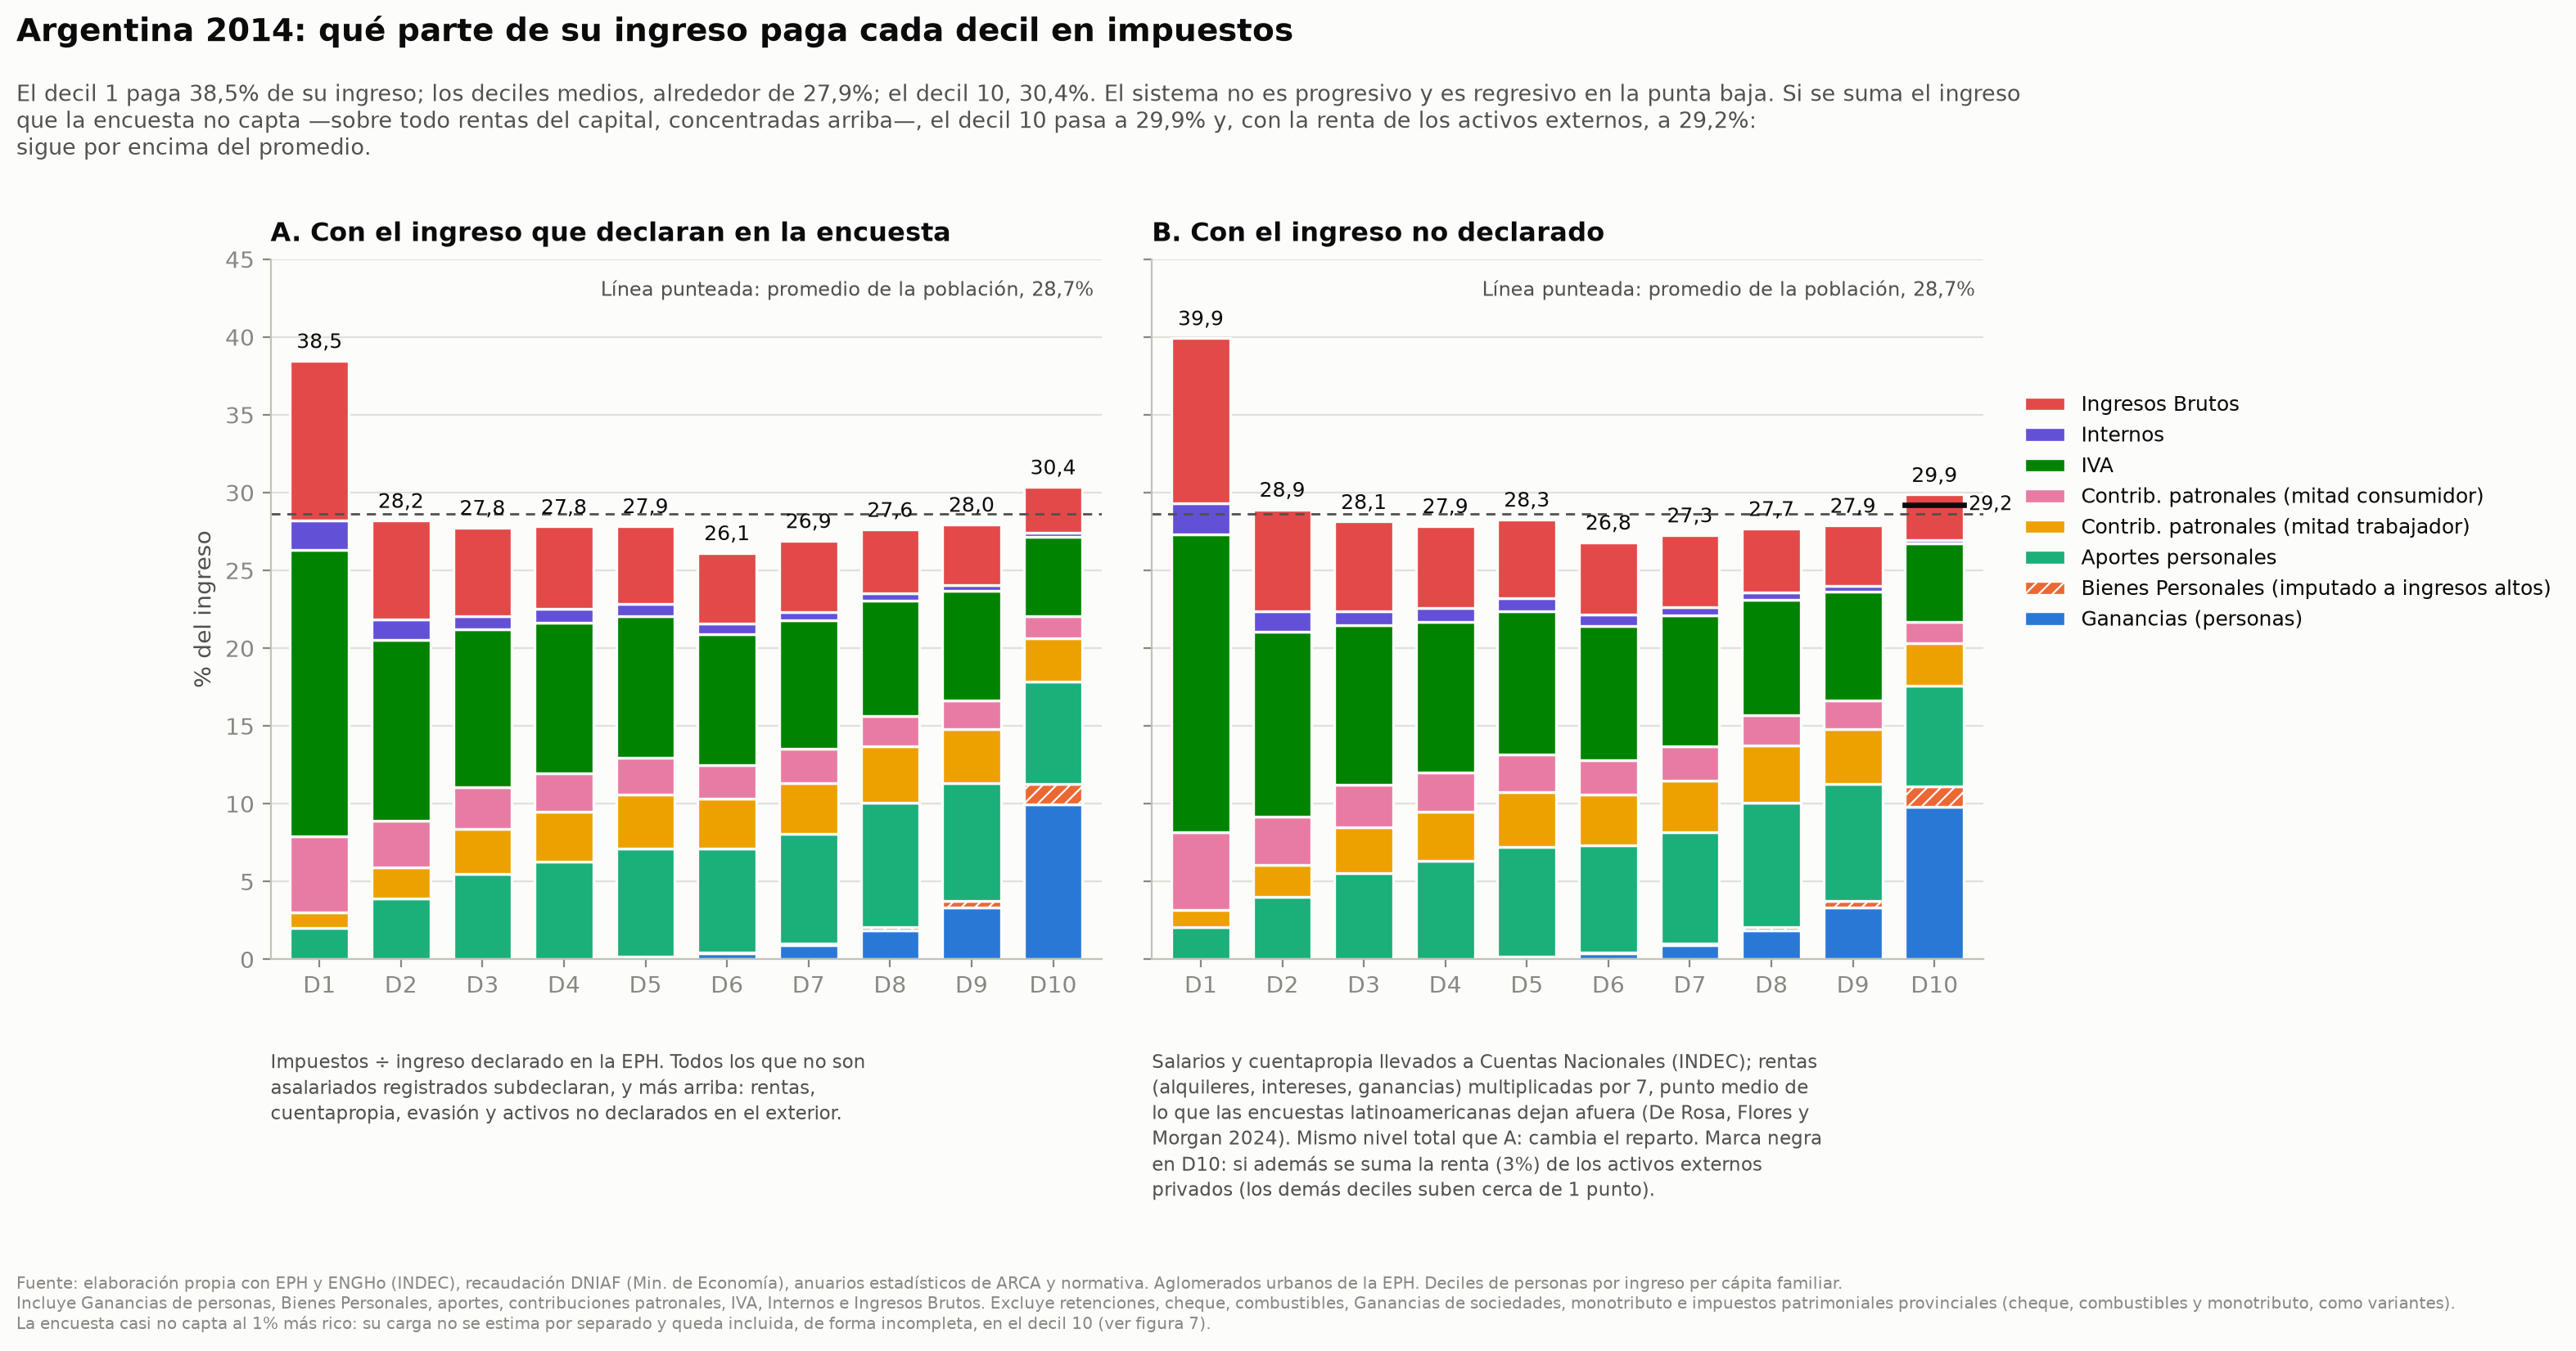 Argentina 2014: qué parte de su ingreso paga cada decil en impuestos
El decil 1 paga 38,5% de su ingreso; los deciles medios, alrededor de 27,9%; el decil 10, 30,4%. El sistema no es progresivo y es regresivo en la punta baja. Si se suma el ingreso
que la encuesta no capta —sobre todo rentas del capital, concentradas arriba—, el decil 10 pasa a 29,9% y, con la renta de los activos externos, a 29,2%:
sigue por encima del promedio.
A. Con el ingreso que declaran en la encuesta
Línea punteada: promedio de la población, 28,7%
% del ingreso
45
40
35
30
25
20
15
10
5
0
38,5
28,2
27,8
27,8
27,9
26,1
26,9
27,6
28,0
30,4
D1 D2 D3 D4 D5 D6 D7 D8 D9 D10
Impuestos ÷ ingreso declarado en la EPH. Todos los que no son
asalariados registrados subdeclaran, y más arriba: rentas,
cuentapropia, evasión y activos no declarados en el exterior.
B. Con el ingreso no declarado
Línea punteada: promedio de la población, 28,7%
39,9
28,9
28,1
27,9
28,3
26,8
27,3
27,7
27,9
29,9
29,2
D1 D2 D3 D4 D5 D6 D7 D8 D9 D10
Salarios y cuentapropia llevados a Cuentas Nacionales (INDEC); rentas
(alquileres, intereses, ganancias) multiplicadas por 7, punto medio de
lo que las encuestas latinoamericanas dejan afuera (De Rosa, Flores y
Morgan 2024). Mismo nivel total que A: cambia el reparto. Marca negra
en D10: si además se suma la renta (3%) de los activos externos
privados (los demás deciles suben cerca de 1 punto).
Ingresos Brutos
Internos
IVA
Contrib. patronales (mitad consumidor)
Contrib. patronales (mitad trabajador)
Aportes personales
Bienes Personales (imputado a ingresos altos)
Ganancias (personas)
Fuente: elaboración propia con EPH y ENGHo (INDEC), recaudación DNIAF (Min. de Economía), anuarios estadísticos de ARCA y normativa. Aglomerados urbanos de la EPH. Deciles de personas por ingreso per cápita familiar.
Incluye Ganancias de personas, Bienes Personales, aportes, contribuciones patronales, IVA, Internos e Ingresos Brutos. Excluye retenciones, cheque, combustibles, Ganancias de sociedades, monotributo e impuestos patrimoniales provinciales (cheque, combustibles y monotributo, como variantes).
La encuesta casi no capta al 1% más rico: su carga no se estima por separado y queda incluida, de forma incompleta, en el decil 10 (ver figura 7).